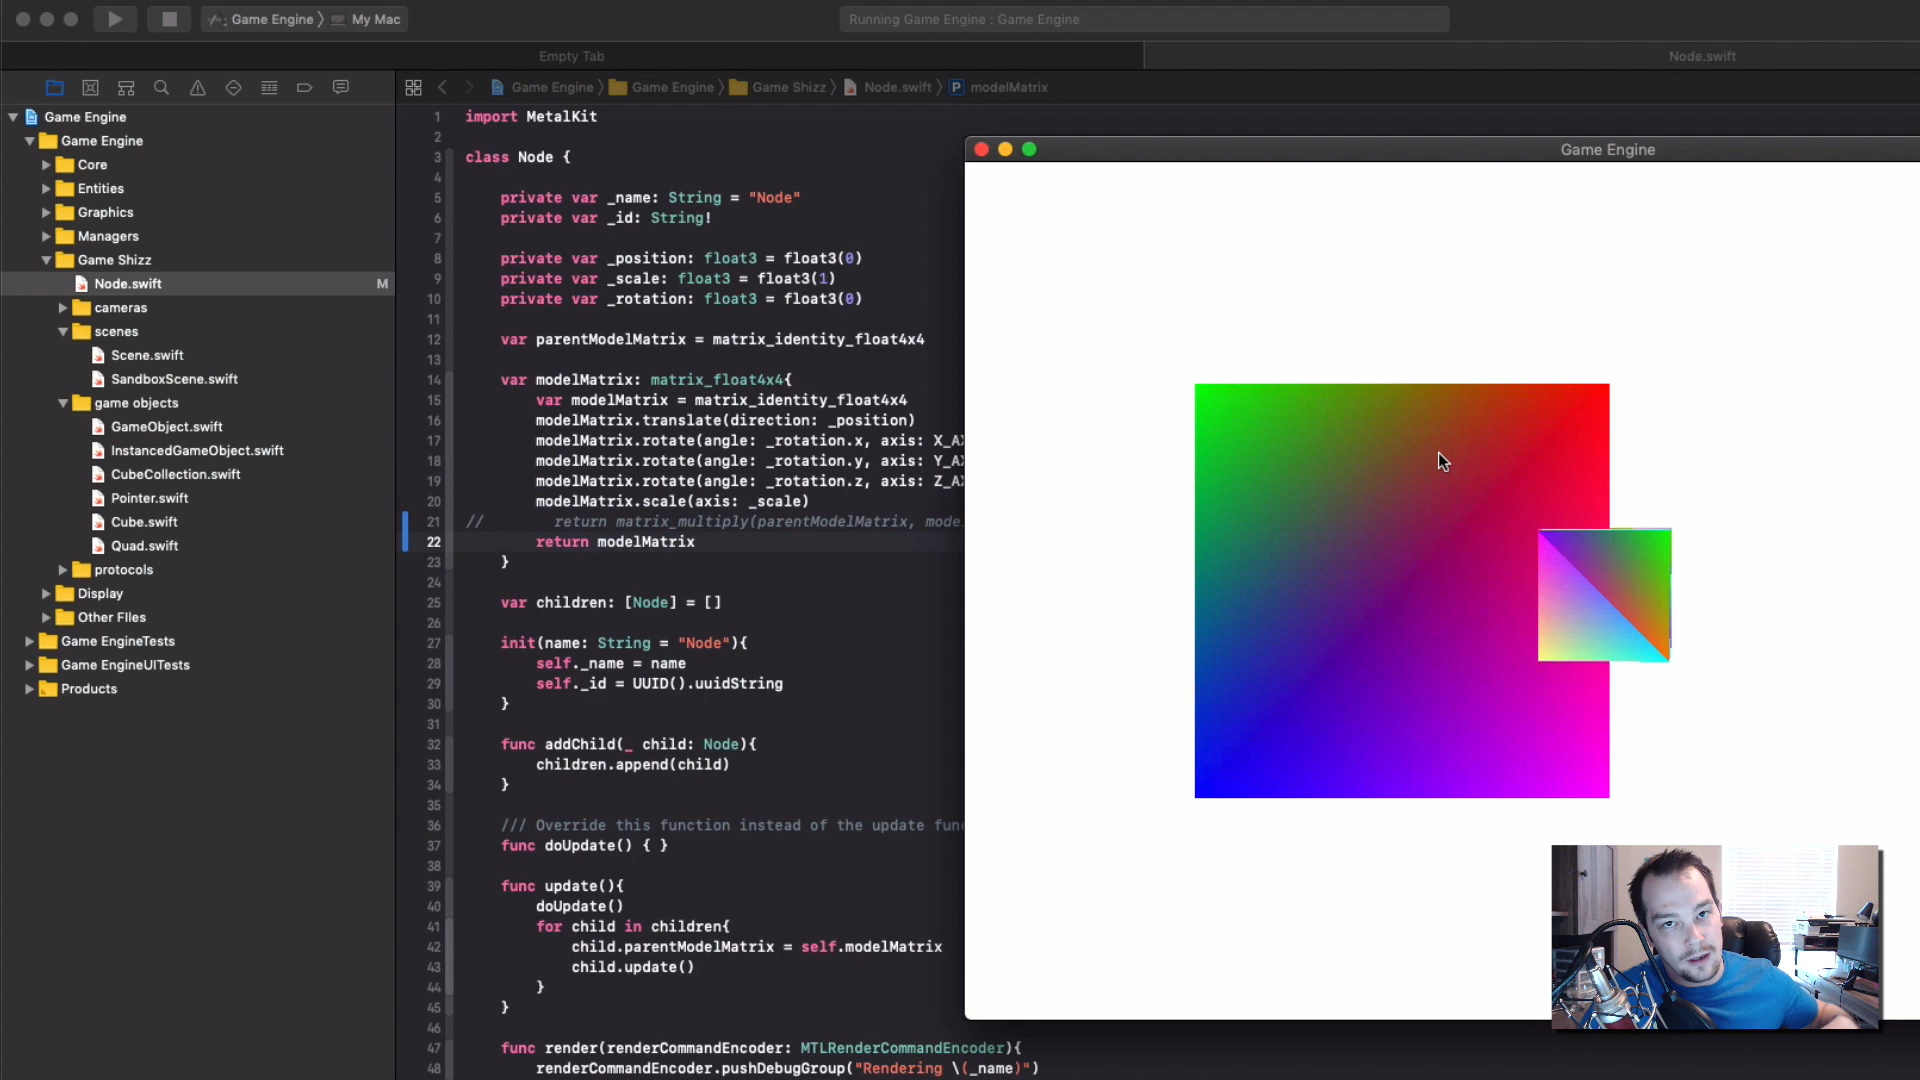 Game Engine 〉 My Mac
Running Game Engine : Game Engine
Empty Tab
Node.swift
Game Engine 〉 Game Engine 〉 Game Shizz 〉 Node.swift 〉 P modelMatrix
Game Engine
Game Engine
Core
Entities
Graphics
Managers
Game Shizz
Node.swift M
cameras
scenes
Scene.swift
SandboxScene.swift
game objects
GameObject.swift
InstancedGameObject.swift
CubeCollection.swift
Pointer.swift
Cube.swift
Quad.swift
protocols
Display
Other FIles
Game EngineTests
Game EngineUITests
Products
1 import MetalKit
2
3 class Node {
4
5 private var _name: String = "Node"
6 private var _id: String!
7
8 private var _position: float3 = float3(0)
9 private var _scale: float3 = float3(1)
10 private var _rotation: float3 = float3(0)
11
12 var parentModelMatrix = matrix_identity_float4x4
13
14 var modelMatrix: matrix_float4x4{
15 var modelMatrix = matrix_identity_float4x4
16 modelMatrix.translate(direction: _position)
17 modelMatrix.rotate(angle: _rotation.x, axis: X_AX
18 modelMatrix.rotate(angle: _rotation.y, axis: Y_AX
19 modelMatrix.rotate(angle: _rotation.z, axis: Z_AX
20 modelMatrix.scale(axis: _scale)
21 // return matrix_multiply(parentModelMatrix, mode
22 return modelMatrix
23 }
24
25 var children: [Node] = []
26
27 init(name: String = "Node"){
28 self._name = name
29 self._id = UUID().uuidString
30 }
31
32 func addChild(_ child: Node){
33 children.append(child)
34 }
35
36 /// Override this function instead of the update fun
37 func doUpdate() { }
38
39 func update(){
40 doUpdate()
41 for child in children{
42 child.parentModelMatrix = self.modelMatrix
43 child.update()
44 }
45 }
46
47 func render(renderCommandEncoder: MTLRenderCommandEncoder){
48 renderCommandEncoder.pushDebugGroup("Rendering \(_name)")
Game Engine